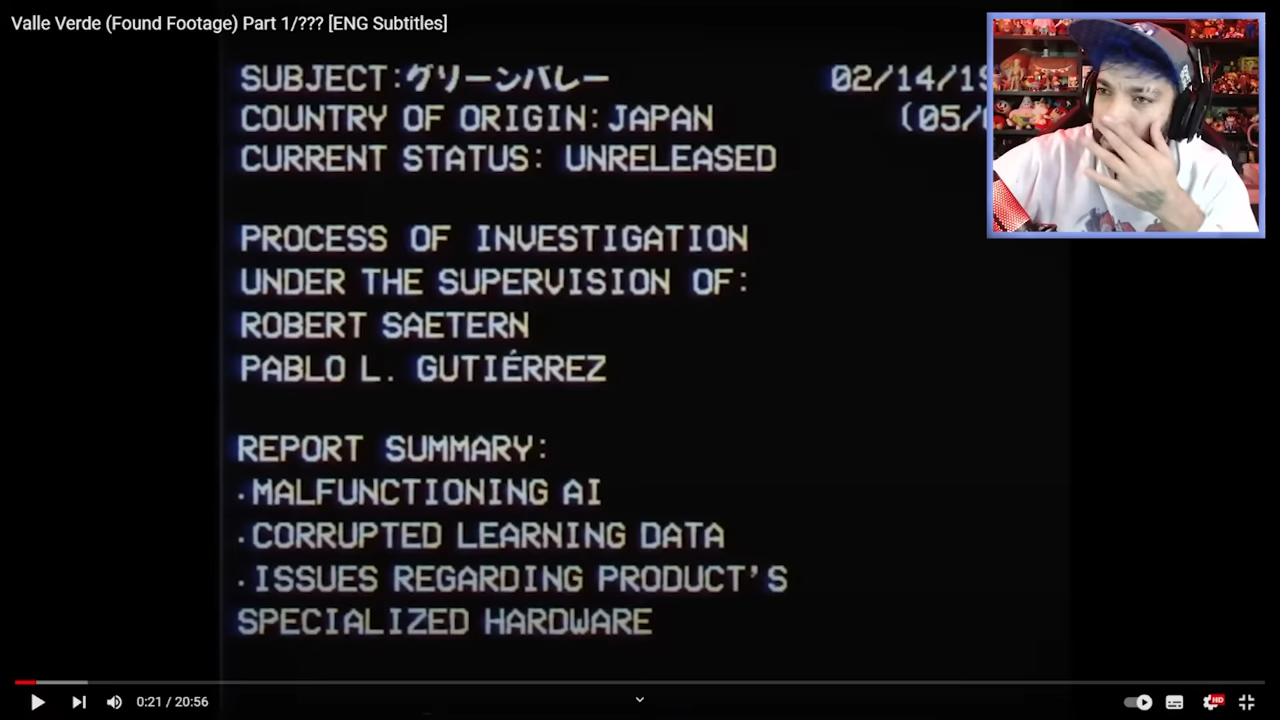 Valle Verde (Found Footage) Part 1/??? [ENG Subtitles]
SUBJECT:グリーンバレー 02/14/19
COUNTRY OF ORIGIN: JAPAN (05/
CURRENT STATUS: UNRELEASED
PROCESS OF INVESTIGATION
UNDER THE SUPERVISION OF:
ROBERT SAETERN
PABLO L. GUTIÉRREZ
REPORT SUMMARY:
·MALFUNCTIONING AI
·CORRUPTED LEARNING DATA
·ISSUES REGARDING PRODUCT'S
SPECIALIZED HARDWARE
0:21 / 20:56
HD